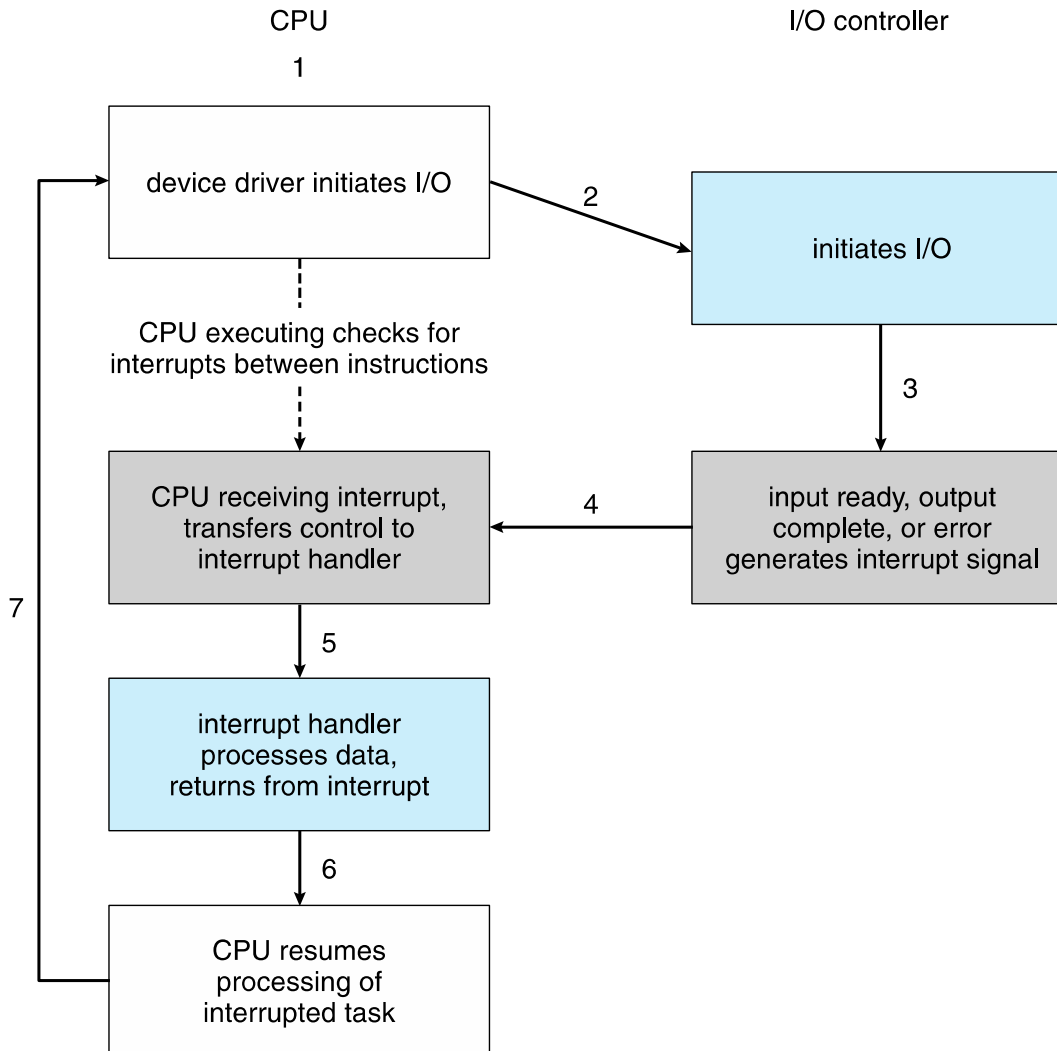 CPU
I/O controller
1
device driver initiates I/O
2
initiates I/O
CPU executing checks for
interrupts between instructions
3
CPU receiving interrupt,
transfers control to
interrupt handler
4
input ready, output
complete, or error
generates interrupt signal
7
5
interrupt handler
processes data,
returns from interrupt
6
CPU resumes
processing of
interrupted task